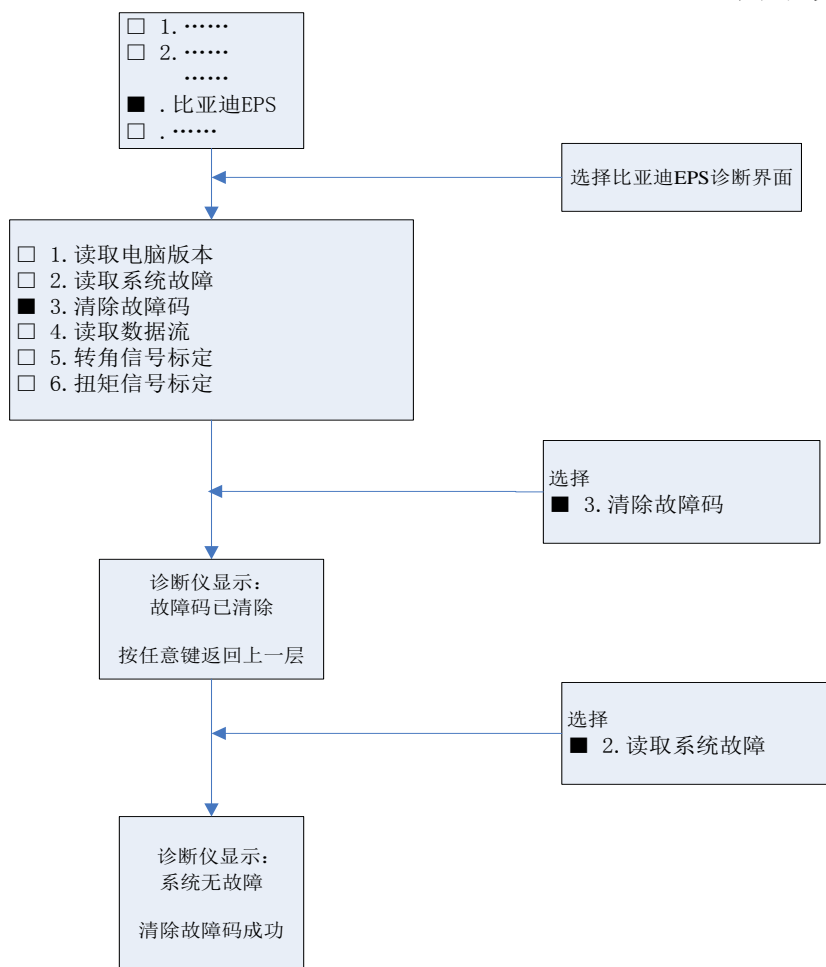 □ 1.……
□ 2.……
……
■ .比亚迪EPS
□ .……
选择比亚迪EPS诊断界面
□ 1.读取电脑版本
□ 2.读取系统故障
■ 3.清除故障码
□ 4.读取数据流
□ 5.转角信号标定
□ 6.扭矩信号标定
选择
■ 3.清除故障码
诊断仪显示：
故障码已清除
按任意键返回上一层
选择
■ 2.读取系统故障
诊断仪显示：
系统无故障
清除故障码成功